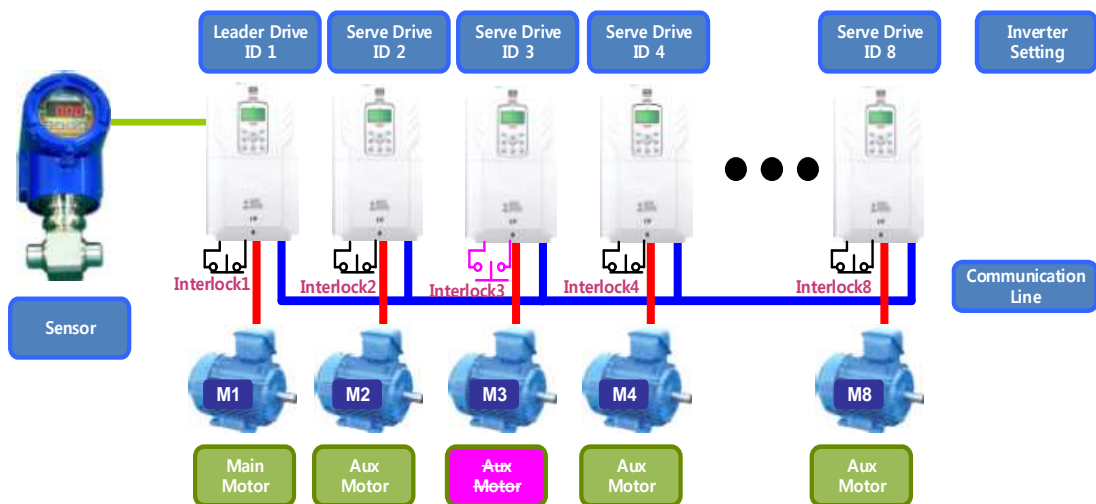 Leader Drive
ID 1
Serve Drive
ID 2
Serve Drive
ID 3
Serve Drive
ID 4
Serve Drive
ID 8
Inverter
Setting
Interlock1
Interlock2
Interlock3
Interlock4
Interlock8
Communication
Line
Sensor
M1
M2
M3
M4
M8
Main
Motor
Aux
Motor
Aux
Motor
Aux
Motor
Aux
Motor